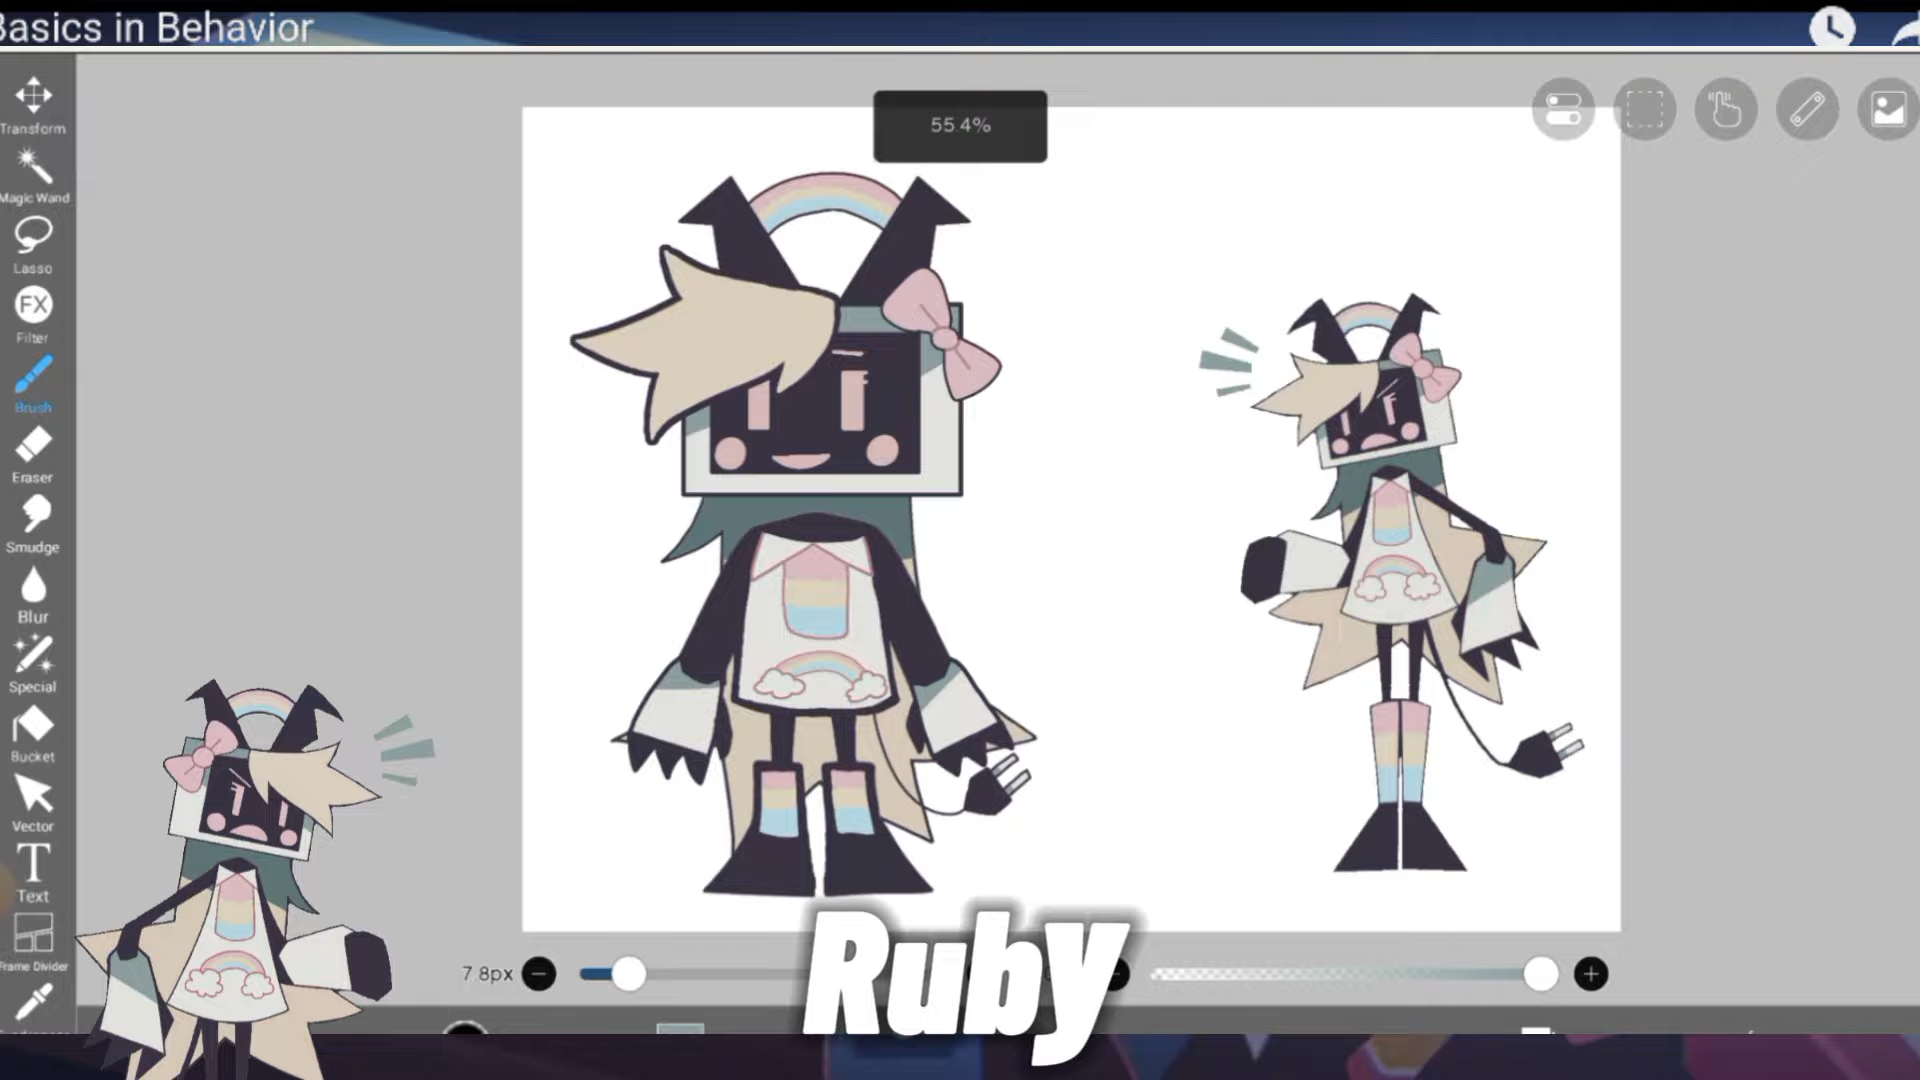 Basics in Behavior
55.4%
Transform
Magic Wand
Lasso
FX
Filter
Brush
Eraser
Smudge
Blur
Special
Bucket
Vector
T
Text
Frame Divider
7.8px
Ruby